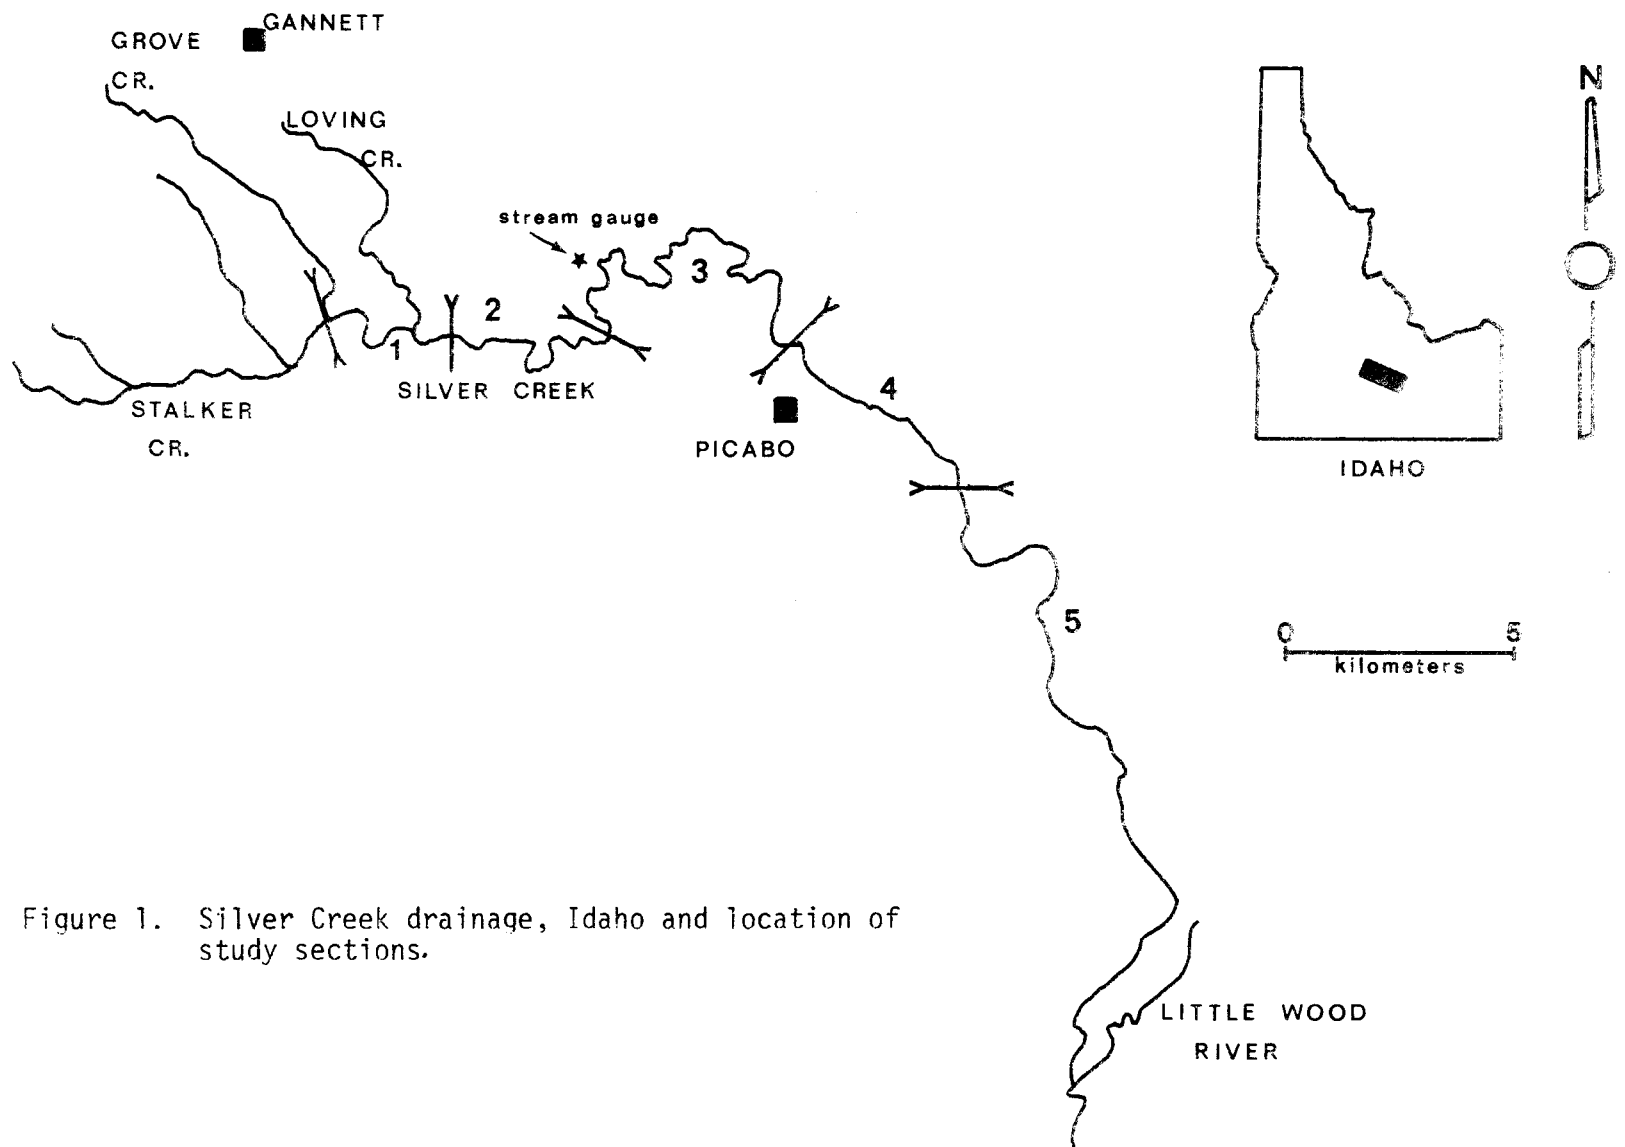 GANNETT
GROVE
CR.
LOVING
CR.
stream gauge
3
2
1
SILVER CREEK
STALKER
CR.
4
PICABO
5
N
IDAHO
0 5
kilometers
LITTLE WOOD
RIVER
Figure 1. Silver Creek drainage, Idaho and location of
study sections.